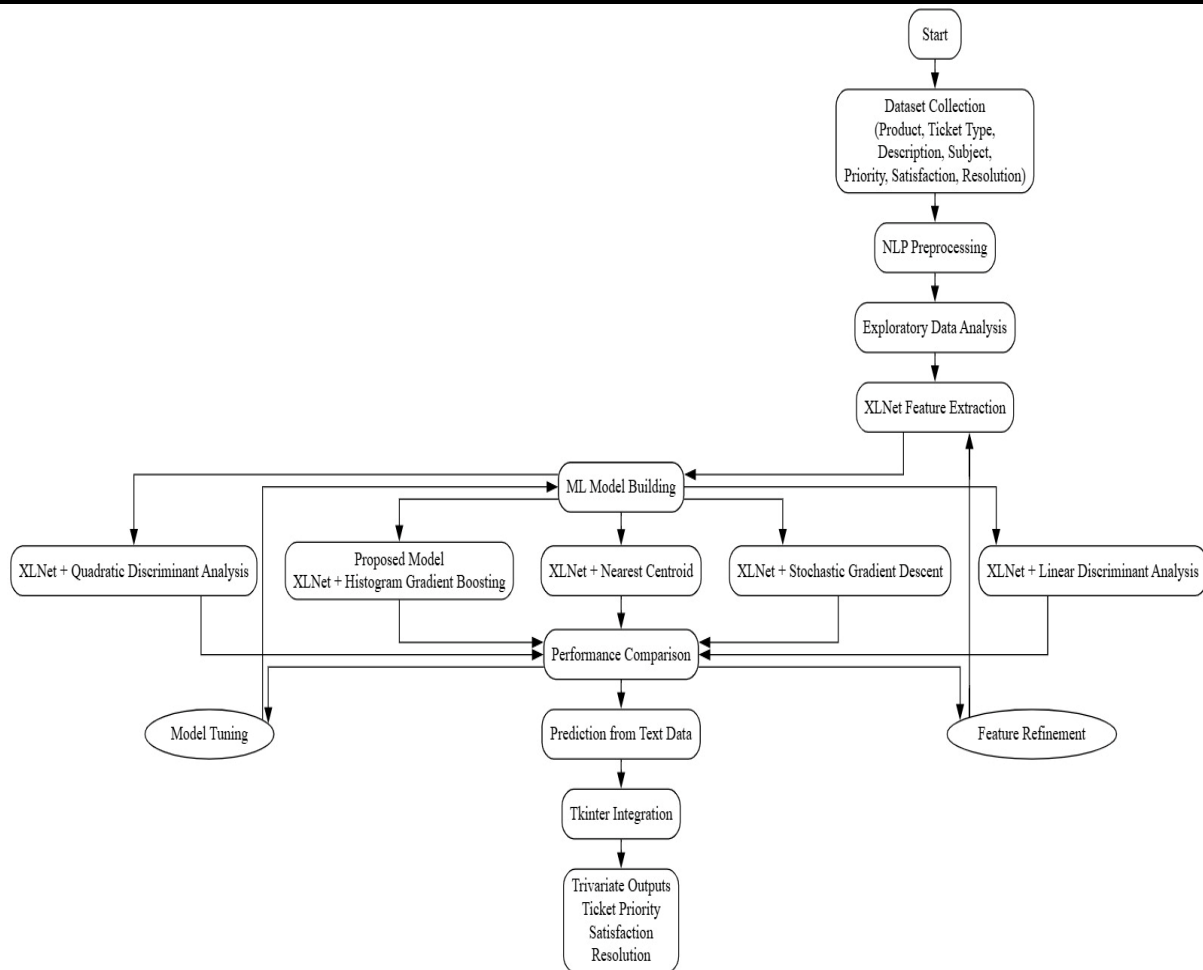 Start
Dataset Collection
(Product, Ticket Type,
Description, Subject,
Priority, Satisfaction, Resolution)
NLP Preprocessing
Exploratory Data Analysis
XLNet Feature Extraction
ML Model Building
XLNet + Quadratic Discriminant Analysis
Proposed Model
XLNet + Histogram Gradient Boosting
XLNet + Nearest Centroid
XLNet + Stochastic Gradient Descent
XLNet + Linear Discriminant Analysis
Performance Comparison
Model Tuning
Prediction from Text Data
Feature Refinement
Tkinter Integration
Trivariate Outputs
Ticket Priority
Satisfaction
Resolution